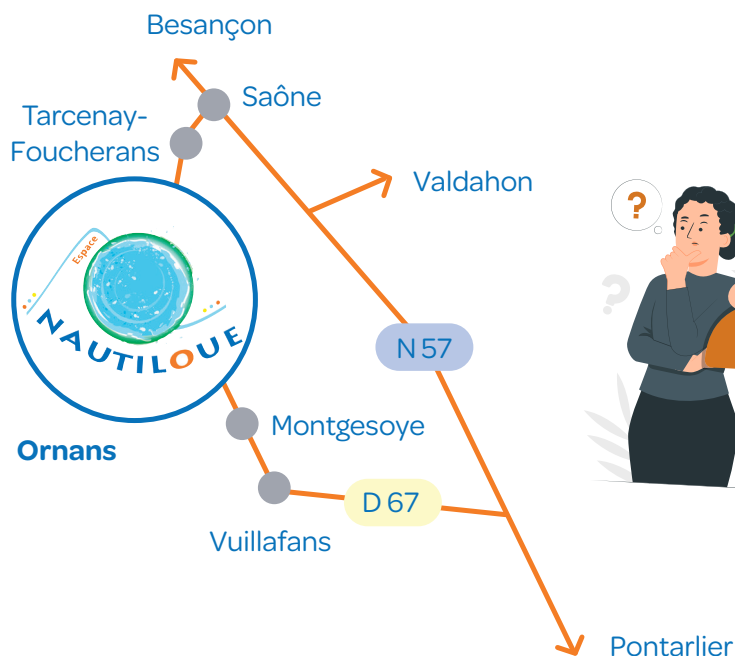 Besançon
Saône
Tarcenay-
Foucherans
Valdahon
?
?
Espace
NAUTILOUE
N 57
Montgesoye
Ornans
D 67
Vuillafans
Pontarlier